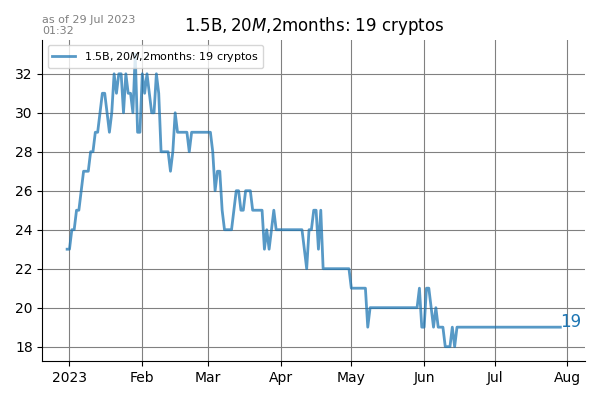 as of 29 Jul 2023
01:32
1.5B, 20M,2months: 19 cryptos
1.5B, 20M,2months: 19 cryptos
32
30
28
26
24
22
20
18
19
2023 Feb Mar Apr May Jun Jul Aug